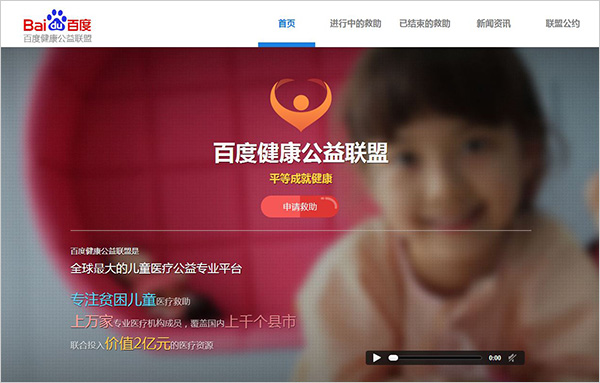 Bai du 百度
百度健康公益联盟
首页 进行中的救助 已结束的救助 新闻资讯 联盟公约
百度健康公益联盟
平等成就健康
申请救助
百度健康公益联盟是
全球最大的儿童医疗公益专业平台
专注贫困儿童医疗救助
上万家专业医疗机构成员，覆盖国内上千个县市
联合投入价值2亿元的医疗资源
0:00